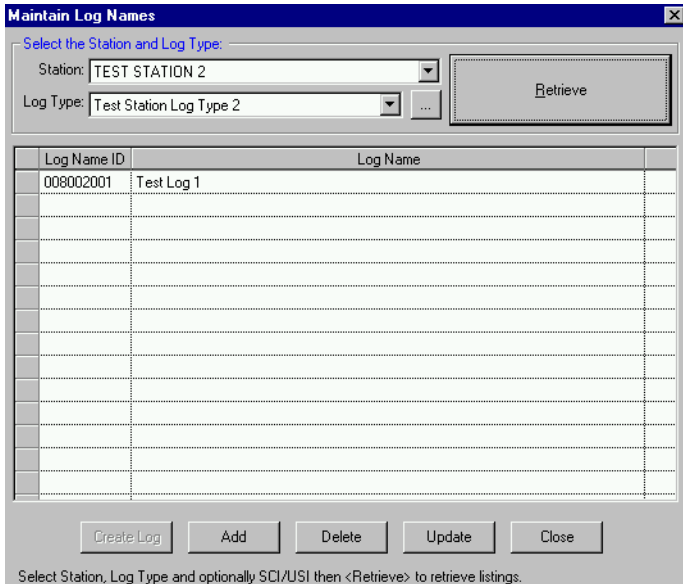 Maintain Log Names
Select the Station and Log Type:
Station: TEST STATION 2
Retrieve
Log Type: Test Station Log Type 2 ...
Log Name ID Log Name
008002001 Test Log 1
Create Log Add Delete Update Close
Select Station, Log Type and optionally SCI/USI then <Retrieve> to retrieve listings.